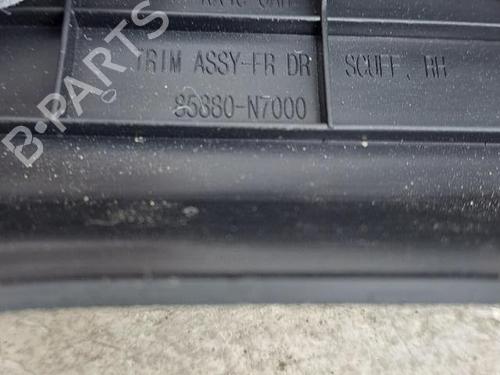 TRIM ASSY-FR DR SCUFF, RH
85880-N7000
B-PARTS